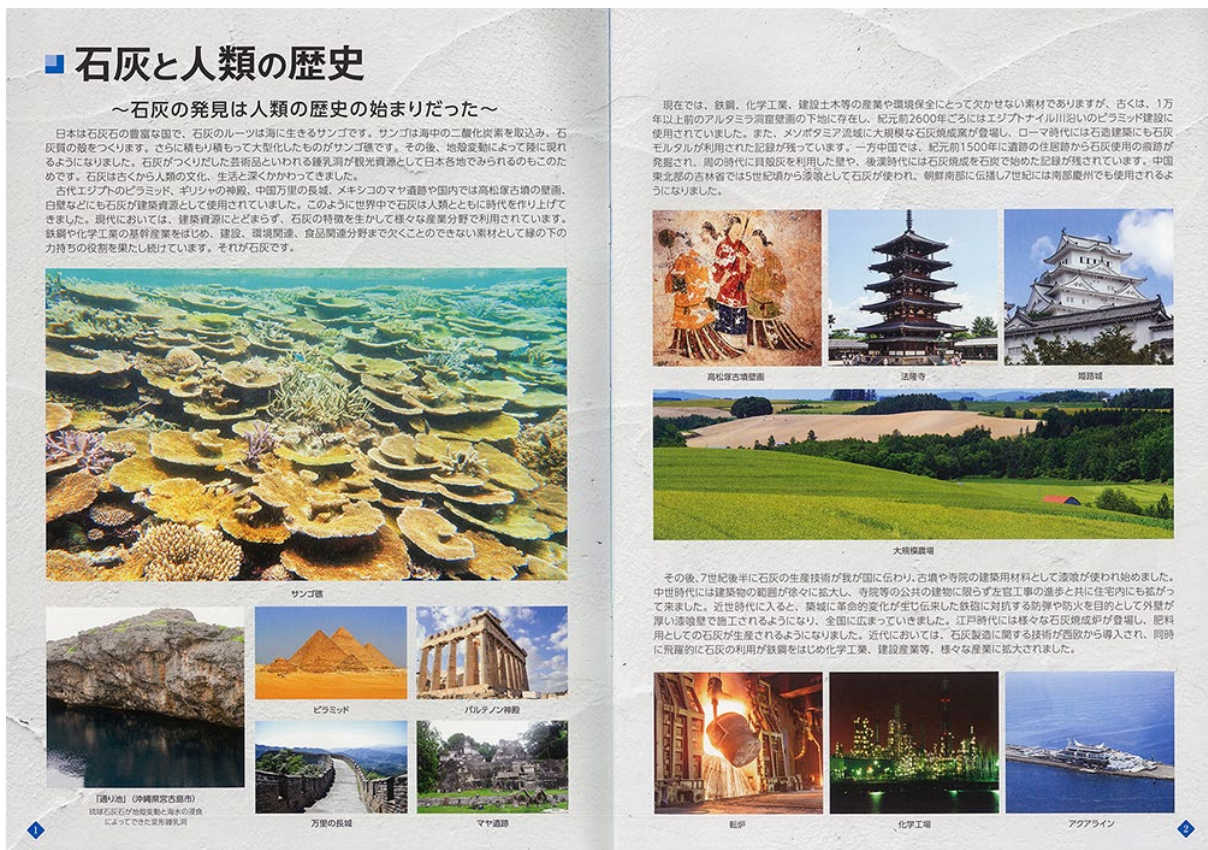 石灰と人類の歴史
～石灰の発見は人類の歴史の始まりだった～
日本は石灰石の豊富な国で、石灰のルーツは海に生きるサンゴです。サンゴは海中の二酸化炭素を取込み、石
灰質の殻をつくります。さらに積もり積もって大型化したものがサンゴ礁です。その後、地殻変動によって陸に現れ
るようになりました。石灰がつくりだした芸術品といわれる鍾乳洞が観光資源として日本各地でみられるのもこのた
めです。石灰は古くから人類の文化、生活と深くかかわってきました。
古代エジプトのピラミッド、ギリシャの神殿、中国万里の長城、メキシコのマヤ遺跡や国内では高松塚古墳の壁画、
白壁などにも石灰が建築資源として使用されていました。このように世界中で石灰は人類とともに時代を作り上げて
きました。現代においては、建築資源にとどまらず、石灰の特徴を生かして様々な産業分野で利用されています。
鉄鋼や化学工業の基幹産業をはじめ、建設、環境関連、食品関連分野まで欠くことのできない素材として縁の下の
力持ちの役割を果たし続けています。それが石灰です。
サンゴ礁
「通り池」(沖縄県宮古島市)
琉球石灰石が地殻変動と海水の浸食
によってできた変形鍾乳洞
ピラミッド
パルテノン神殿
万里の長城
マヤ遺跡
1
現在では、鉄鋼、化学工業、建設土木等の産業や環境保全にとって欠かせない素材でありますが、古くは、1万
年以上前のアルタミラ洞窟壁画の下地に存在し、紀元前2600年ごろにはエジプトナイル川沿いのピラミッド建設に
使用されていました。また、メソポタミア流域に大規模な石灰焼成窯が登場し、ローマ時代には石造建築にも石灰
モルタルが利用された記録が残っています。一方中国では、紀元前1500年に遺跡の住居跡から石灰使用の痕跡が
発掘され、周の時代に貝殻灰を利用した壁や、後漢時代には石灰焼成を石炭で始めた記録が残されています。中国
東北部の吉林省では5世紀頃から漆喰として石灰が使われ、朝鮮南部に伝播し7世紀には南部慶州でも使用されるよ
うになりました。
高松塚古墳壁画
法隆寺
姫路城
大規模農場
その後、7世紀後半に石灰の生産技術が我が国に伝わり、古墳や寺院の建築用材料として漆喰が使われ始めました。
中世時代には建築物の範囲が徐々に拡大し、寺院等の公共の建物に限らず左官工事の進歩と共に住宅内にも拡がっ
て来ました。近世時代に入ると、築城に革命的変化が生じ伝来した鉄砲に対抗する防弾や防火を目的として外壁が
厚い漆喰壁で施工されるようになり、全国に広まっていきました。江戸時代には様々な石灰焼成炉が登場し、肥料
用としての石灰が生産されるようになりました。近代においては、石灰製造に関する技術が西欧から導入され、同時
に飛躍的に石灰の利用が鉄鋼をはじめ化学工業、建設産業等、様々な産業に拡大されました。
転炉
化学工場
アクアライン
2